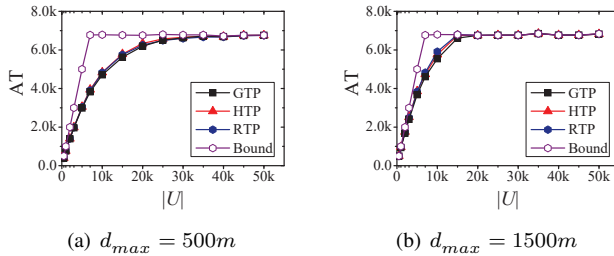 8.0k
6.0k
4.0k
2.0k
0.0
AT
0 10k 20k 30k 40k 50k
|U|
GTP
HTP
RTP
Bound
(a) d_max = 500m
8.0k
6.0k
4.0k
2.0k
0.0
AT
0 10k 20k 30k 40k 50k
|U|
GTP
HTP
RTP
Bound
(b) d_max = 1500m